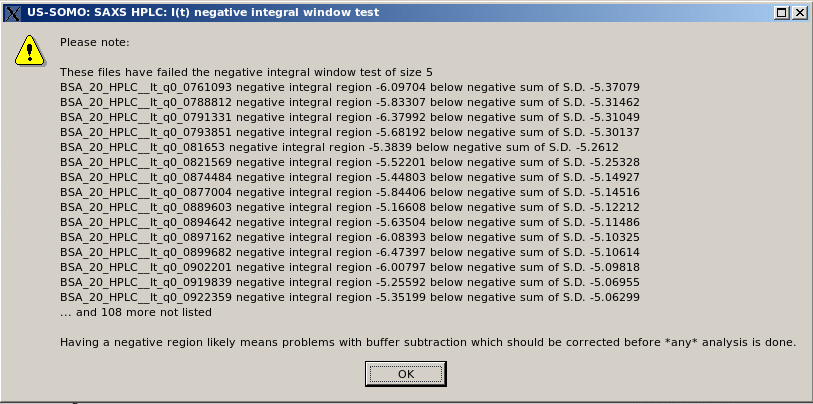 US-SOMO: SAXS HPLC: I(t) negative integral window test
Please note:
These files have failed the negative integral window test of size 5
BSA_20_HPLC__It_q0_0761093 negative integral region -6.09704 below negative sum of S.D. -5.37079
BSA_20_HPLC__It_q0_0788812 negative integral region -5.83307 below negative sum of S.D. -5.31462
BSA_20_HPLC__It_q0_0791331 negative integral region -6.37992 below negative sum of S.D. -5.31049
BSA_20_HPLC__It_q0_0793851 negative integral region -5.68192 below negative sum of S.D. -5.30137
BSA_20_HPLC__It_q0_081653 negative integral region -5.3839 below negative sum of S.D. -5.2612
BSA_20_HPLC__It_q0_0821569 negative integral region -5.52201 below negative sum of S.D. -5.25328
BSA_20_HPLC__It_q0_0874484 negative integral region -5.44803 below negative sum of S.D. -5.14927
BSA_20_HPLC__It_q0_0877004 negative integral region -5.84406 below negative sum of S.D. -5.14516
BSA_20_HPLC__It_q0_0889603 negative integral region -5.16608 below negative sum of S.D. -5.12212
BSA_20_HPLC__It_q0_0894642 negative integral region -5.63504 below negative sum of S.D. -5.11486
BSA_20_HPLC__It_q0_0897162 negative integral region -6.08393 below negative sum of S.D. -5.10325
BSA_20_HPLC__It_q0_0899682 negative integral region -6.47397 below negative sum of S.D. -5.10614
BSA_20_HPLC__It_q0_0902201 negative integral region -6.00797 below negative sum of S.D. -5.09818
BSA_20_HPLC__It_q0_0919839 negative integral region -5.25592 below negative sum of S.D. -5.06955
BSA_20_HPLC__It_q0_0922359 negative integral region -5.35199 below negative sum of S.D. -5.06299
... and 108 more not listed
Having a negative region likely means problems with buffer subtraction which should be corrected before *any* analysis is done.
OK